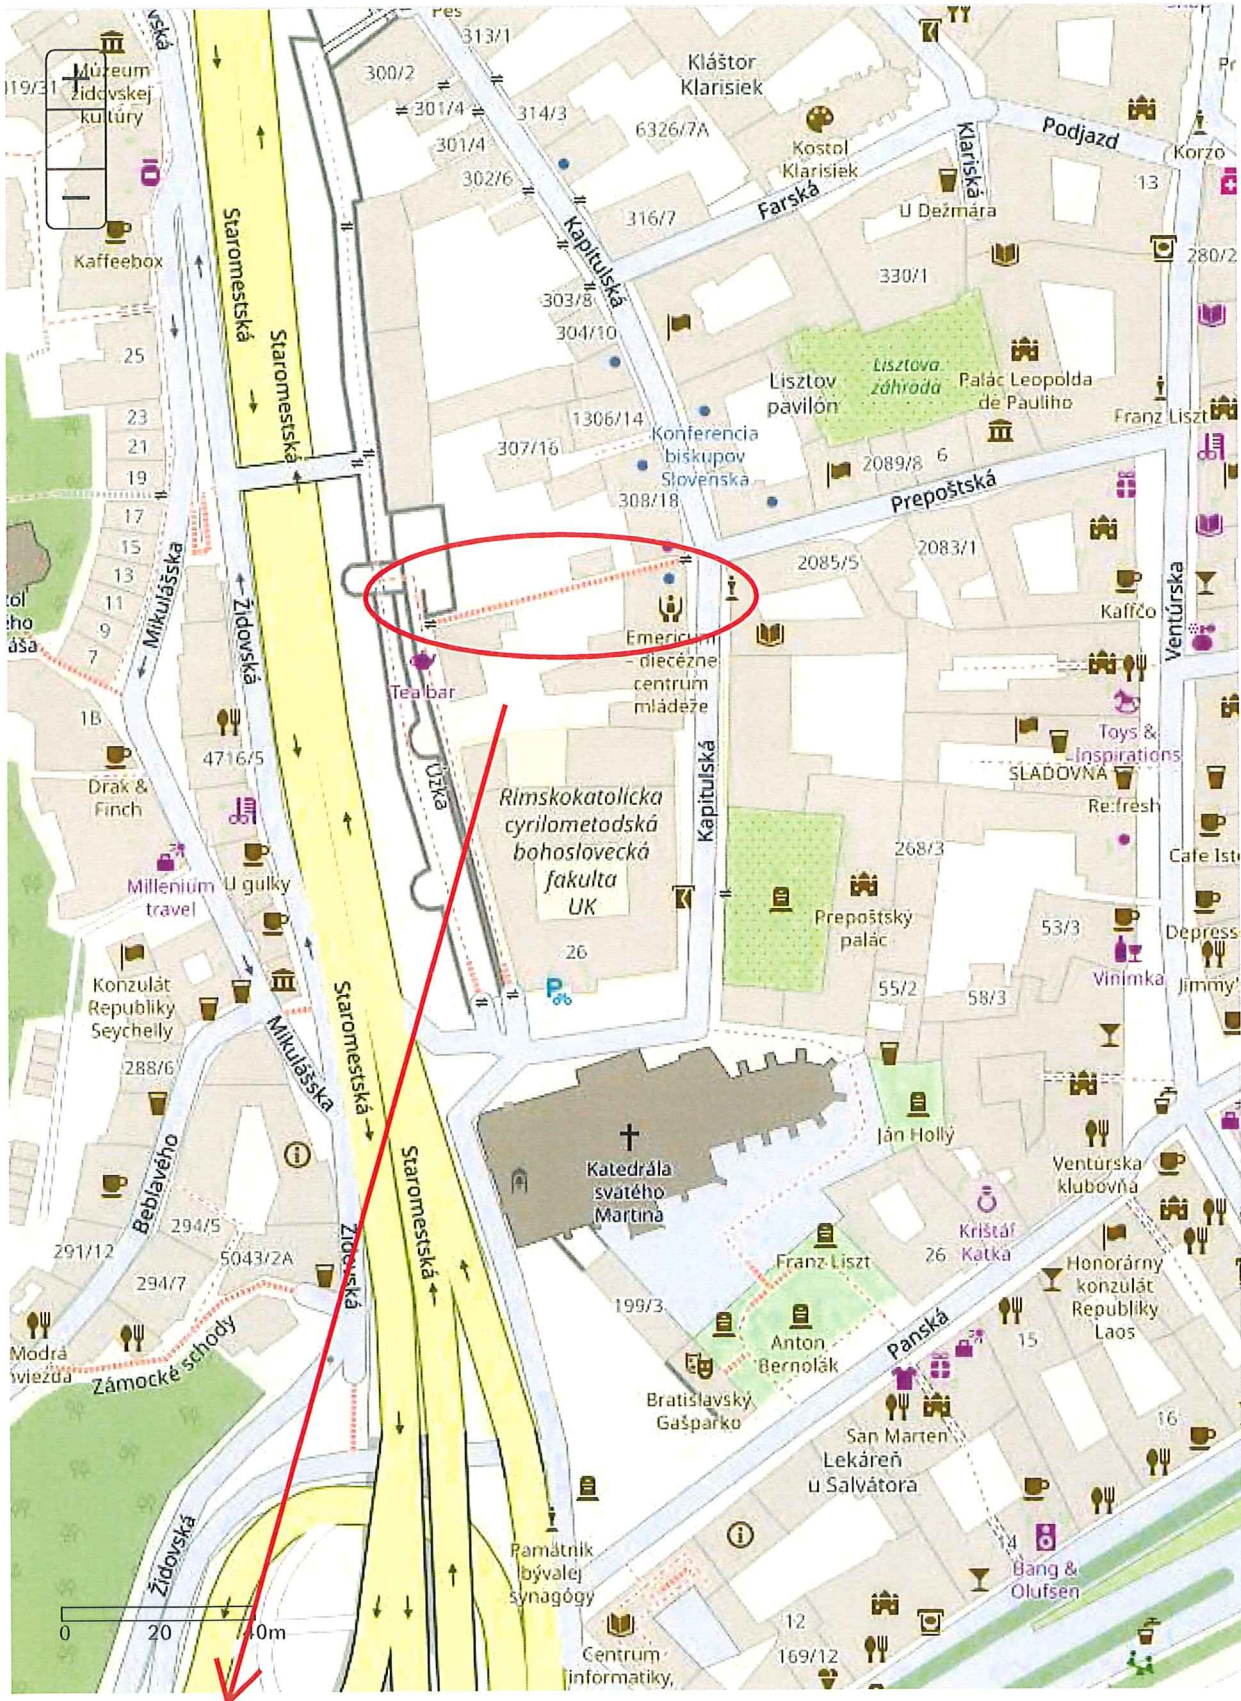 Pes
vská
313/1
Múzeum
židovskej
kultúry
319/31
+
−
300/2
301/4
314/3
301/4
302/6
Kláštor
Klarisiek
6326/7A
Kostol
Klarisiek
Podjazd
Klariská
Korzo
13
Farská
U Dežmára
316/7
Kapitulská
Kaffeebox
Staromestská
Staromestská
280/2
330/1
303/8
304/10
25
Lisztova
záhrada
Lisztov
pavilón
Palác Leopolda
de Pauliho
Franz Liszt
23
21
19
17
15
13
11
9
7
1306/14
307/16
Konferencia
biskupov
Slovenska
308/18
2089/8
6
Prepoštská
2085/5
2083/1
Kaffčo
Ventúrska
Mikulášska
Židovská
tol
ého
áša
Emericum
– diecézne
centrum
mládeže
Tea bar
1B
4716/5
Drak &
Finch
Toys &
Inspirations
SLADOVNA
Re:fresh
Úzka
Kapitulská
Rímskokatolícka
cyrilometodská
bohoslovecká
fakulta
UK
26
268/3
Cafe Ist
Millenium
travel
U gulky
Prepoštský
palác
53/3
Depress
Vinimka
Jimmy'
Konzulát
Republiky
Seychelly
55/2
58/3
P
Staromestská
Mikulášska
288/6
Ján Hollý
Katedrála
svätého
Martina
Ventúrska
klubovňa
Beblavého
Staromestská
294/5
291/12
5043/2A
294/7
Židovská
Franz Liszt
26
Krištáľ
Katka
Honorárny
konzulát
Republiky
Laos
199/3
Anton
Bernolák
Panská
15
Modrá
hviezda
Zámocké schody
Bratislavský
Gašparko
San Marten
Lekáreň
u Salvátora
16
Židovská
Pamätník
bývalej
synagógy
14
Bang &
Olufsen
0 20 40m
12
169/12
Centrum
informatiky,